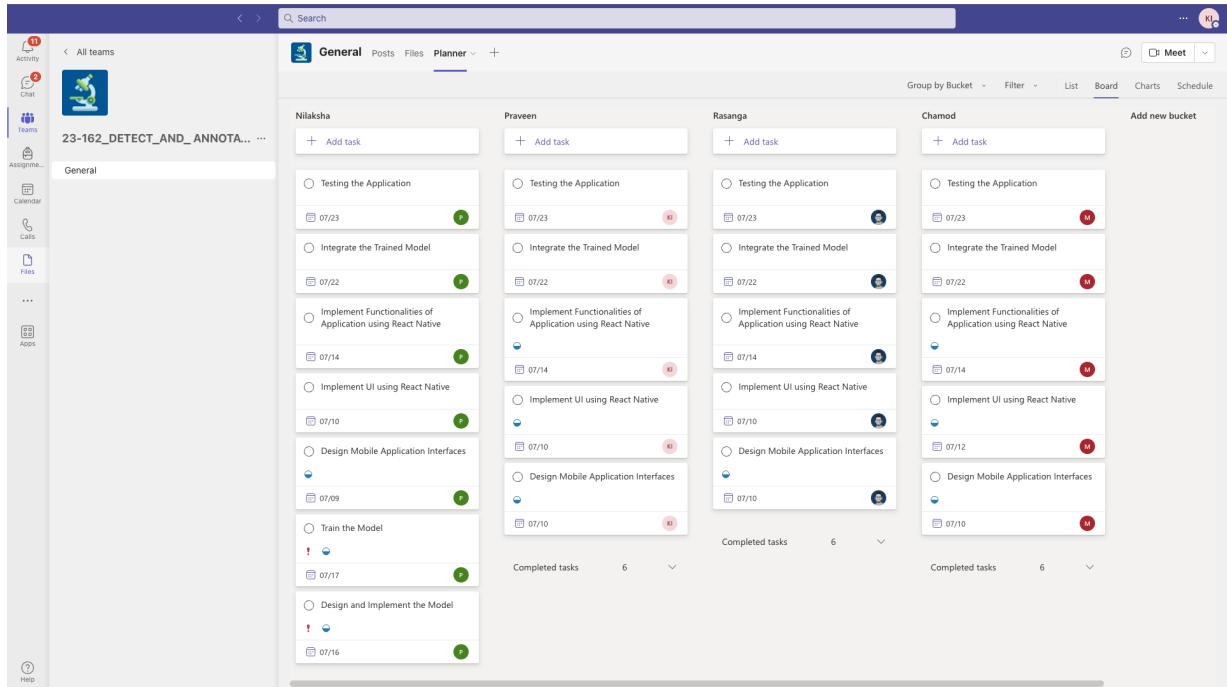 Search
KI
11
Activity
2
Chat
Teams
Assignme...
Calendar
Calls
Files
Apps
Help
All teams
23-162_DETECT_AND_ ANNOTA...
General
General Posts Files Planner
Meet
Group by Bucket Filter List Board Charts Schedule
Nilaksha
Add task
Testing the Application
07/23 P
Integrate the Trained Model
07/22 P
Implement Functionalities of
Application using React Native
07/14 P
Implement UI using React Native
07/10 P
Design Mobile Application Interfaces
07/09 P
Train the Model
07/17 P
Design and Implement the Model
07/16 P
Praveen
Add task
Testing the Application
07/23 KI
Integrate the Trained Model
07/22 KI
Implement Functionalities of
Application using React Native
07/14 KI
Implement UI using React Native
07/10 KI
Design Mobile Application Interfaces
07/10 KI
Completed tasks 6
Rasanga
Add task
Testing the Application
07/23
Integrate the Trained Model
07/22
Implement Functionalities of
Application using React Native
07/14
Implement UI using React Native
07/10
Design Mobile Application Interfaces
07/10
Completed tasks 6
Chamod
Add task
Testing the Application
07/23 M
Integrate the Trained Model
07/22 M
Implement Functionalities of
Application using React Native
07/14 M
Implement UI using React Native
07/12 M
Design Mobile Application Interfaces
07/10 M
Completed tasks 6
Add new bucket